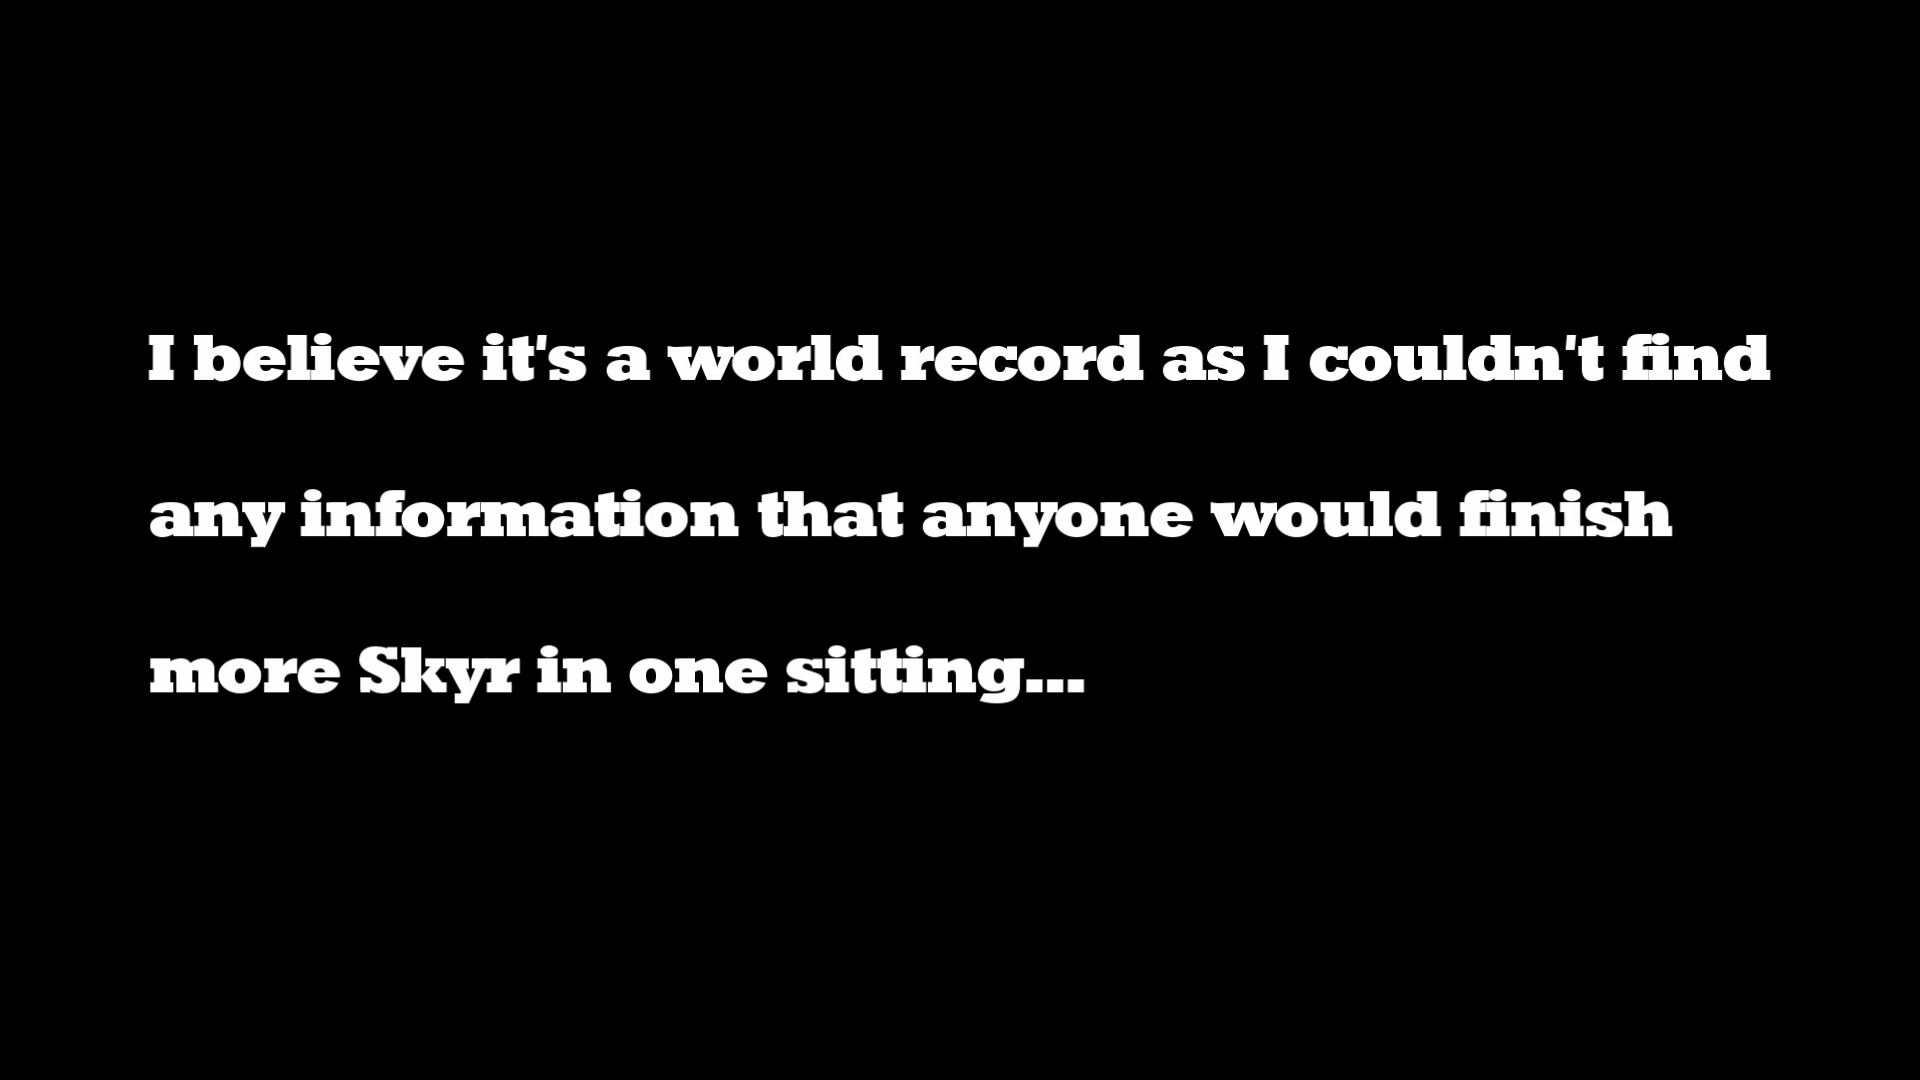 I believe it's a world record as I couldn't find
any information that anyone would finish
more Skyr in one sitting...